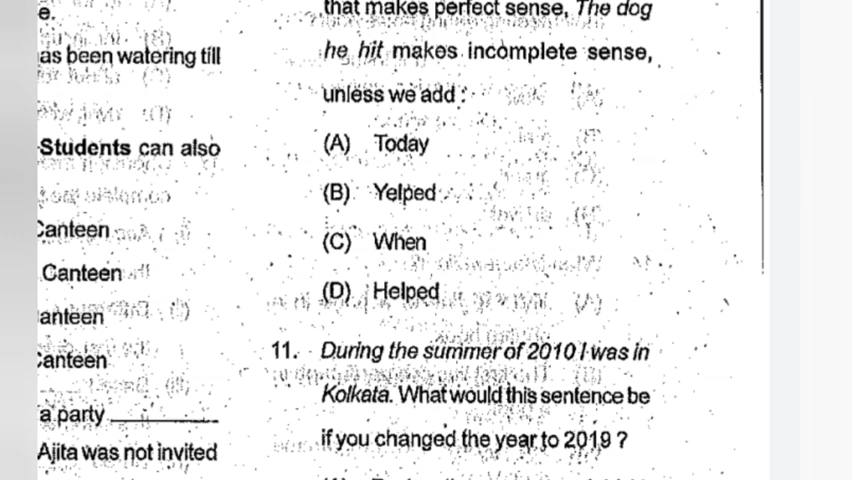 e.
as been watering till
Students can also
Canteen
Canteen
anteen
anteen
a party ___________
Ajita was not invited
that makes perfect sense, The dog
he hit makes incomplete sense,
unless we add :
(A) Today
(B) Yelped
(C) When
(D) Helped
11. During the summer of 2010 I was in
Kolkata. What would this sentence be
if you changed the year to 2019 ?